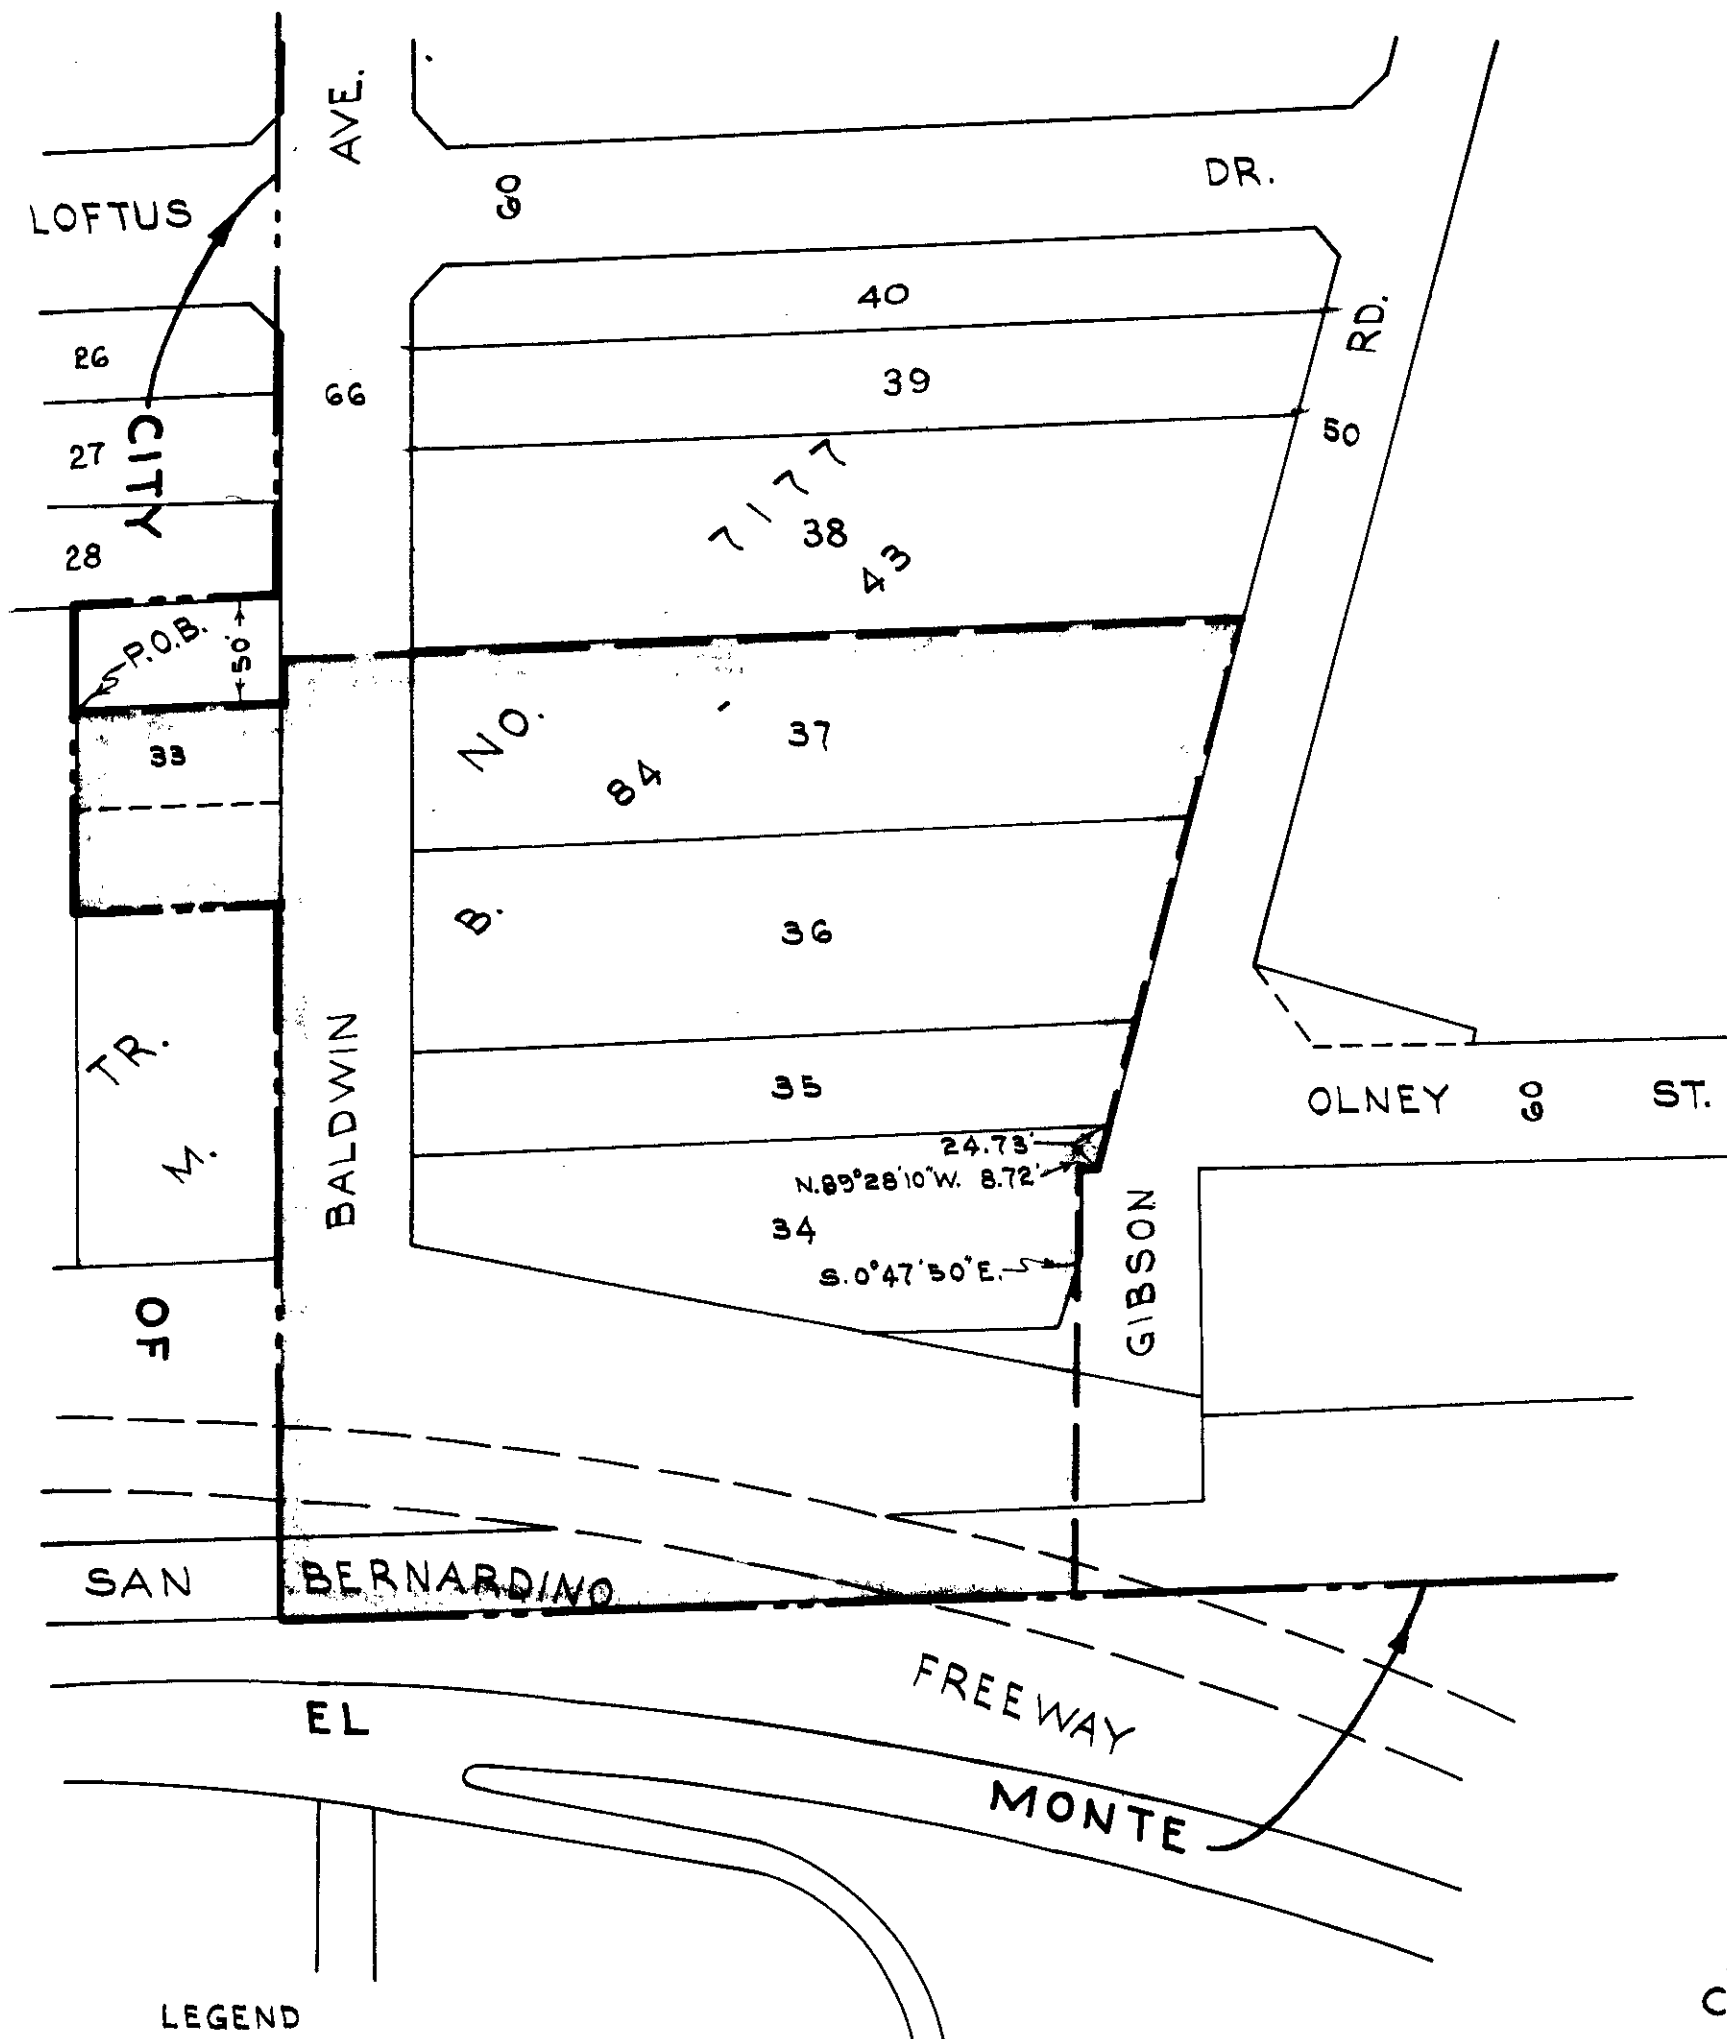 AVE.
DR.
60
LOFTUS
40
RD.
26
66
39
50
27
CITY
7177
38
28
43
P.O.B.
50'
NO.
37
33
84
B.
36
TR.
BALDWIN
35
OLNEY 60 ST.
24.73'
M.
N.89°28'10"W. 8.72'
GIBSON
34
S.0°47'50"E.
OF
SAN BERNARDINO
FREEWAY
EL
MONTE
LEGEND
C